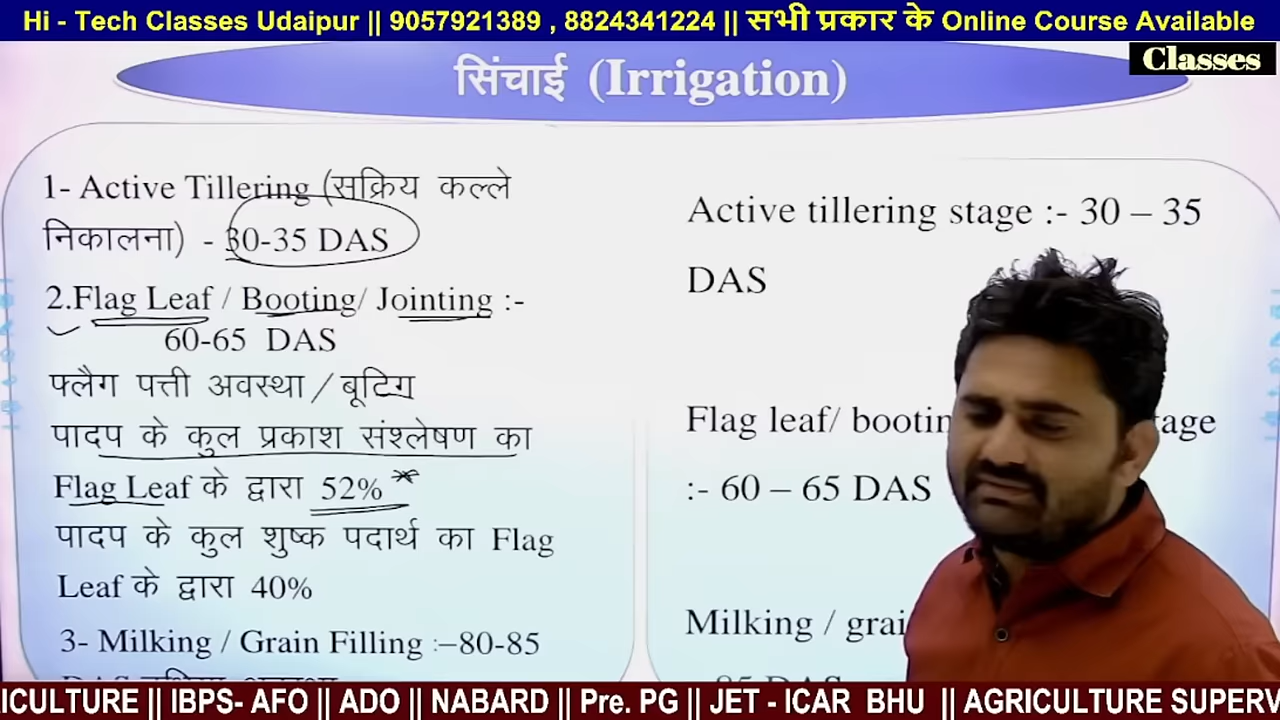 Hi - Tech Classes Udaipur || 9057921389 , 8824341224 || सभी प्रकार के Online Course Available
Classes
सिंचाई (Irrigation)
1- Active Tillering (सक्रिय कल्ले
निकालना) - 30-35 DAS
2.Flag Leaf / Booting/ Jointing :-
60-65 DAS
फ्लैग पत्ती अवस्था / बूटिग
पादप के कुल प्रकाश संश्लेषण का
Flag Leaf के द्वारा 52%
पादप के कुल शुष्क पदार्थ का Flag
Leaf के द्वारा 40%
3- Milking / Grain Filling :–80-85
DAS
Active tillering stage :- 30 – 35
DAS
Flag leaf/ bootin
:- 60 – 65 DAS
Milking / grai
85 DAS
ICULTURE || IBPS- AFO || ADO || NABARD || Pre. PG || JET - ICAR BHU || AGRICULTURE SUPERV